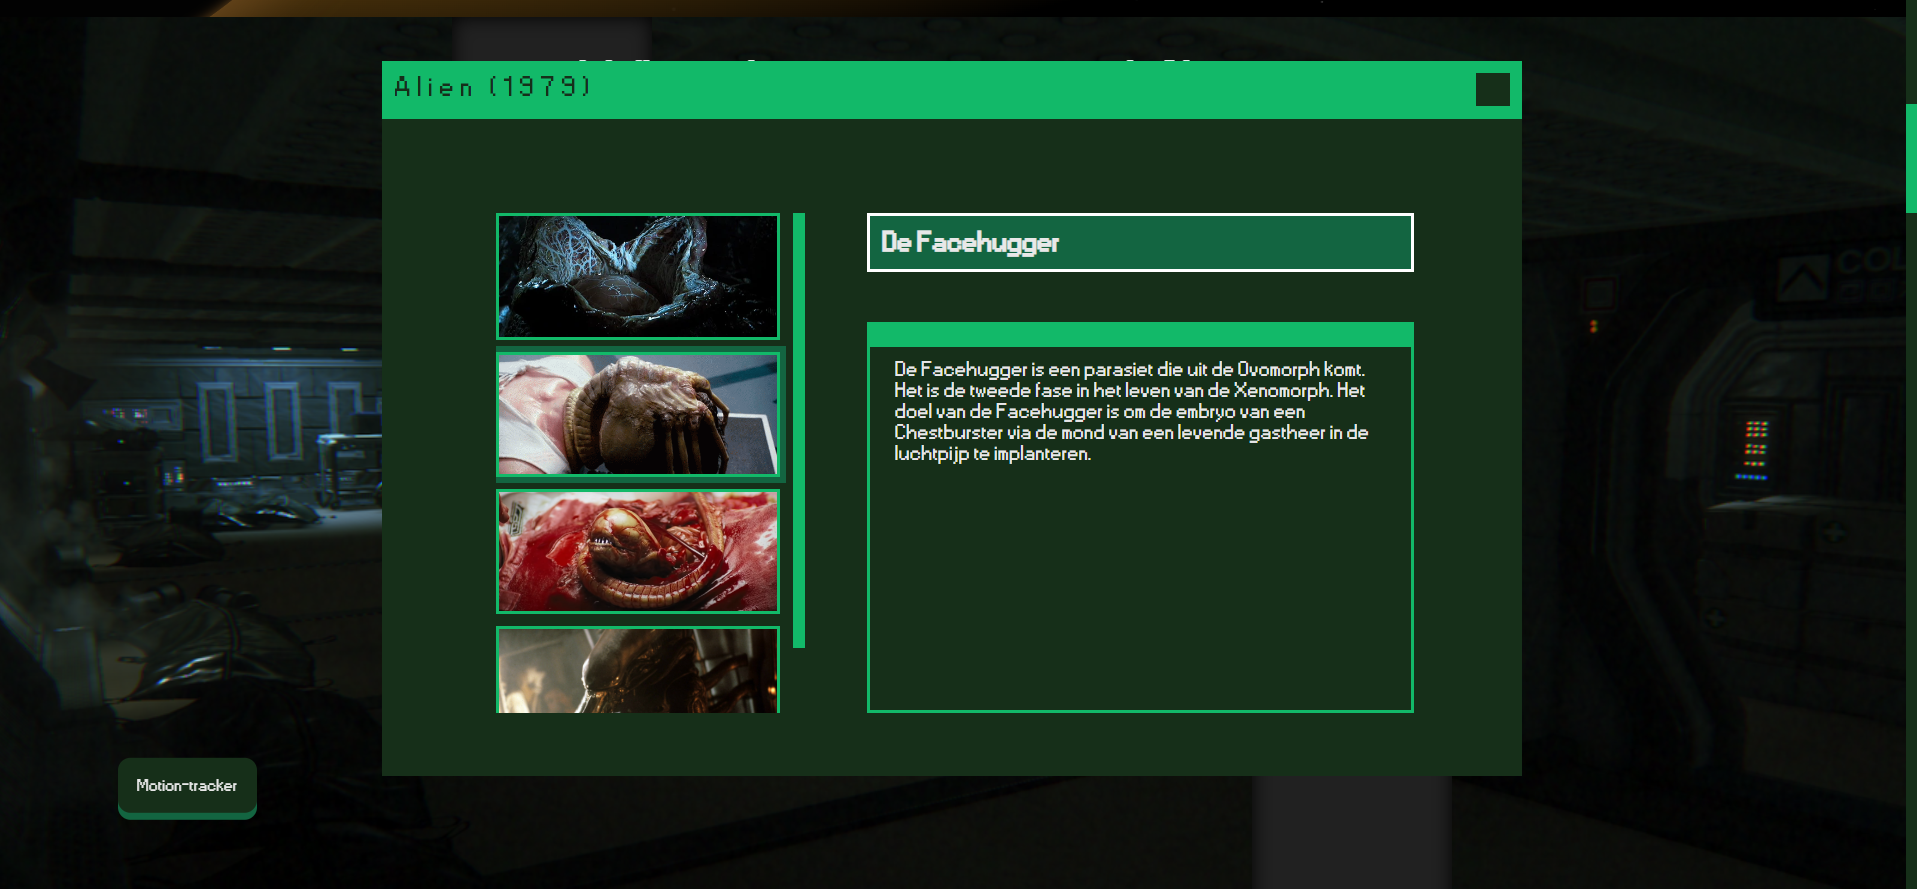 Alien (1979)
De Facehugger
De Facehugger is een parasiet die uit de Ovomorph komt.
Het is de tweede fase in het leven van de Xenomorph. Het
doel van de Facehugger is om de embryo van een
Chestburster via de mond van een levende gastheer in de
luchtpijp te implanteren.
COL
Motion-tracker